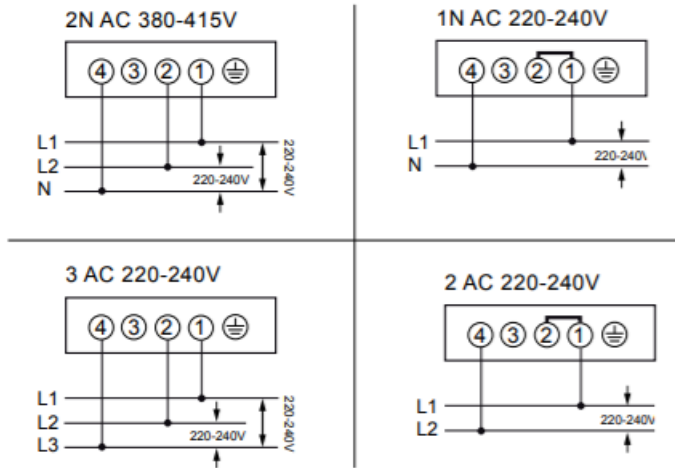 2N AC 380-415V
4 3 2 1
L1
L2
N
220-240V
220-240V
1N AC 220-240V
4 3 2 1
L1
N
220-240V
3 AC 220-240V
4 3 2 1
L1
L2
L3
220-240V
220-240V
2 AC 220-240V
4 3 2 1
L1
L2
220-240V